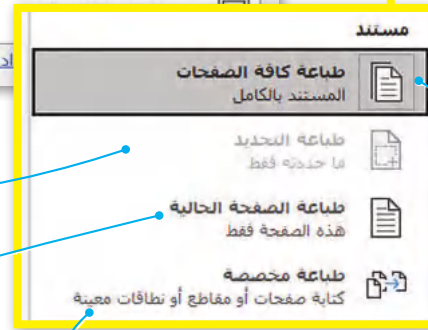 مستند
طباعة كافة الصفحات
المستند بالكامل
طباعة التحديد
ما حددته فقط
طباعة الصفحة الحالية
هذه الصفحة فقط
طباعة مخصصة
كتابة صفحات أو مقاطع أو نطاقات معينة